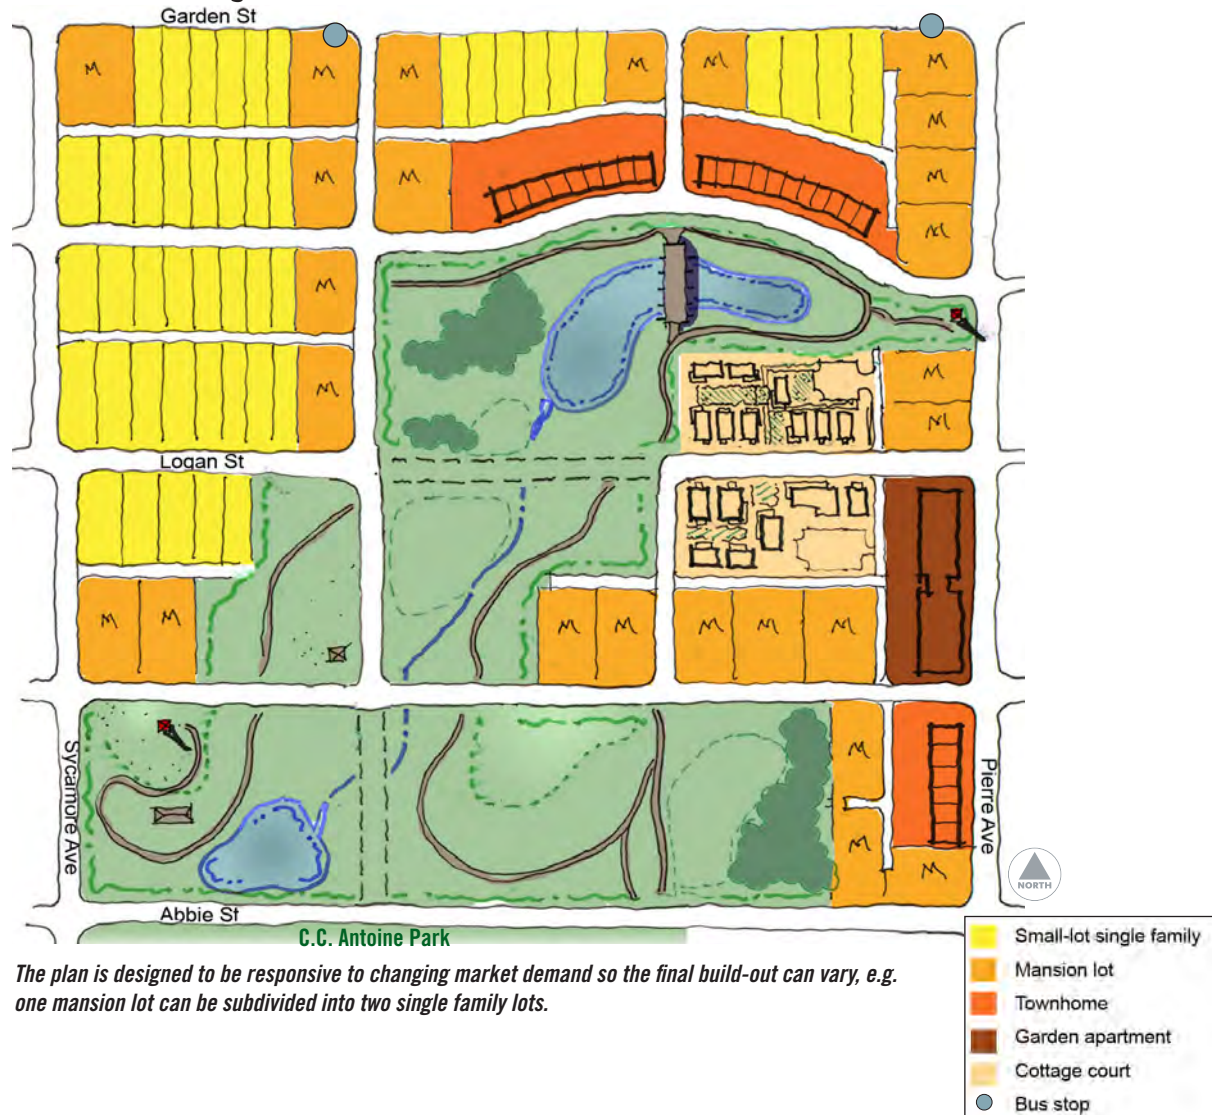 Garden St
M M M M M M
M
M M M
M
M
M
M
M
Logan St
M
M
M M M M M M M
Sycamore Ave
Pierre Ave
M
M
M
NORTH
Abbie St
C.C. Antoine Park
The plan is designed to be responsive to changing market demand so the final build-out can vary, e.g.
one mansion lot can be subdivided into two single family lots.
Small-lot single family
Mansion lot
Townhome
Garden apartment
Cottage court
Bus stop